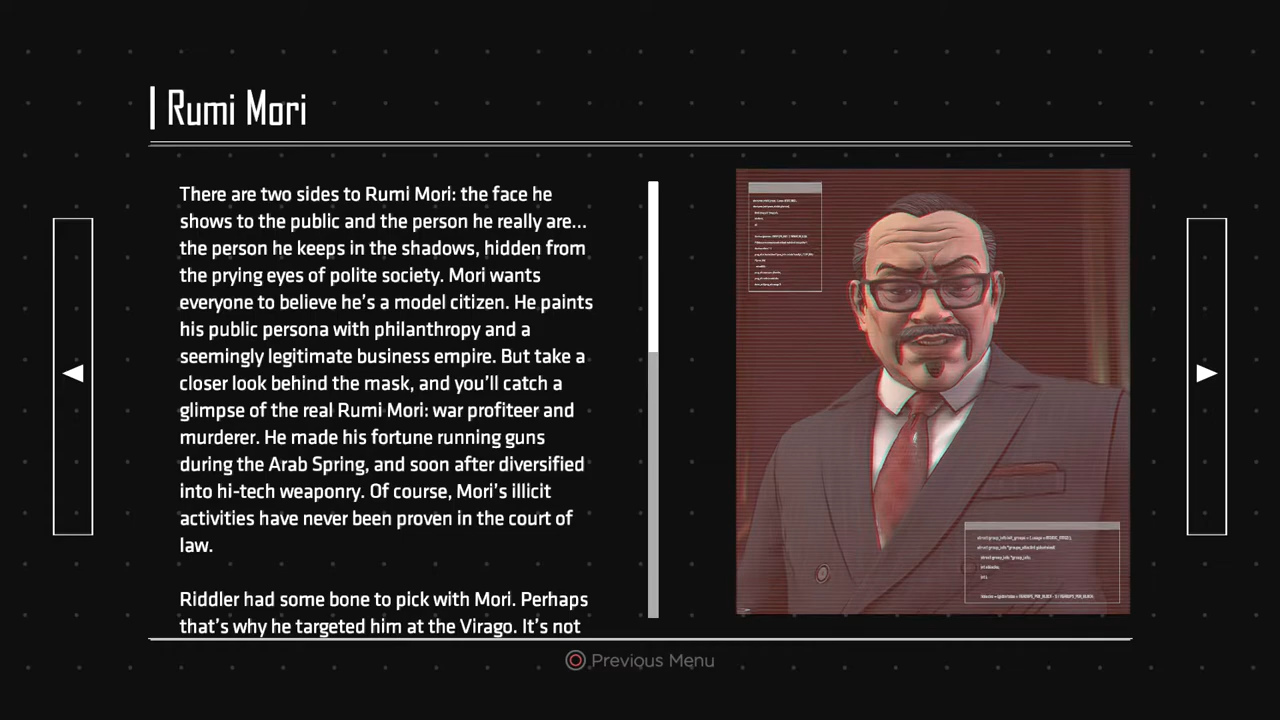 Rumi Mori
There are two sides to Rumi Mori: the face he
shows to the public and the person he really are...
the person he keeps in the shadows, hidden from
the prying eyes of polite society. Mori wants
everyone to believe he's a model citizen. He paints
his public persona with philanthropy and a
seemingly legitimate business empire. But take a
closer look behind the mask, and you'll catch a
glimpse of the real Rumi Mori: war profiteer and
murderer. He made his fortune running guns
during the Arab Spring, and soon after diversified
into hi-tech weaponry. Of course, Mori's illicit
activities have never been proven in the court of
law.
Riddler had some bone to pick with Mori. Perhaps
that's why he targeted him at the Virago. It's not
Previous Menu